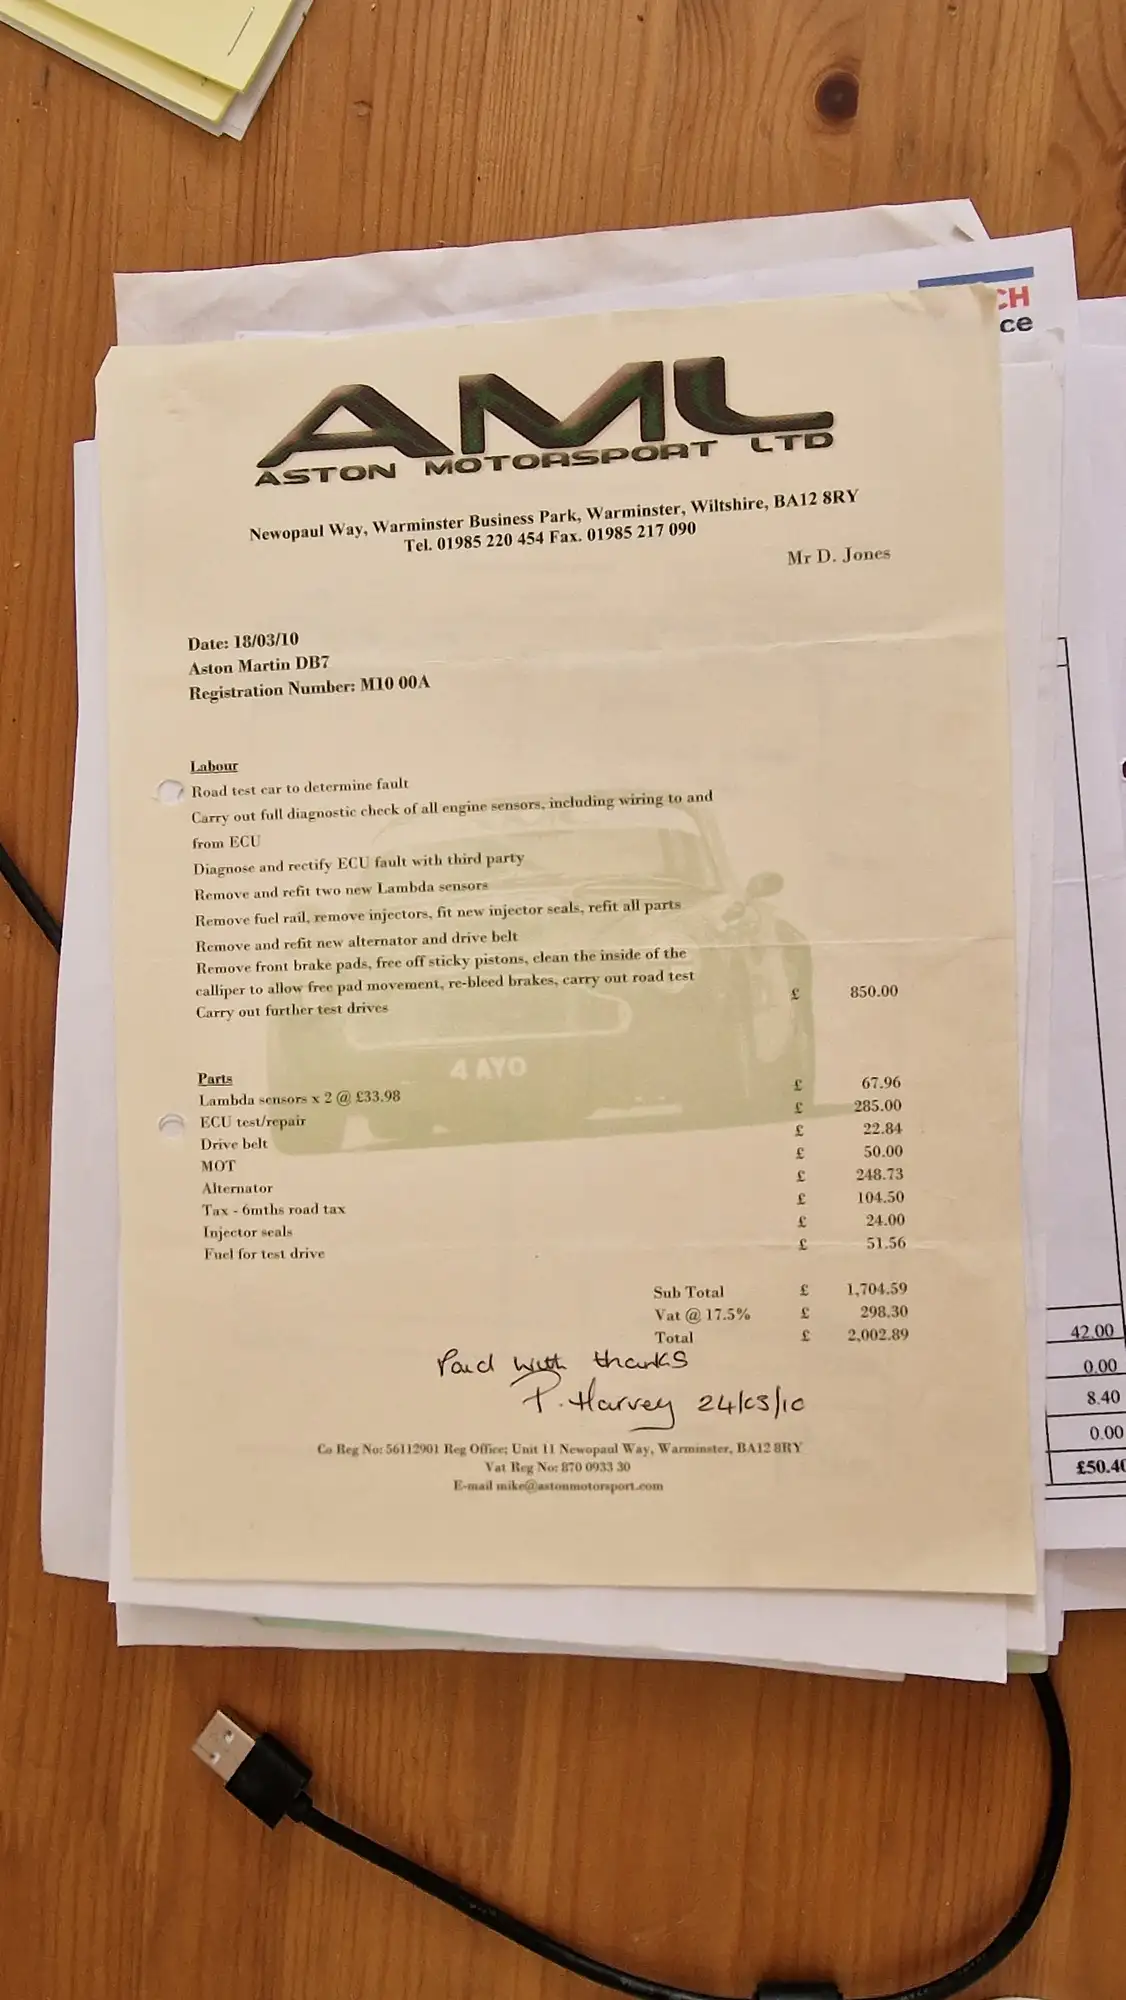 CH
ce
AML
ASTON MOTORSPORT LTD
Newopaul Way, Warminster Business Park, Warminster, Wiltshire, BA12 8RY
Tel. 01985 220 454 Fax. 01985 217 090
Mr D. Jones
Date: 18/03/10
Aston Martin DB7
Registration Number: M10 00A
Labour
Road test car to determine fault
Carry out full diagnostic check of all engine sensors, including wiring to and
from ECU
Diagnose and rectify ECU fault with third party
Remove and refit two new Lambda sensors
Remove fuel rail, remove injectors, fit new injector seals, refit all parts
Remove and refit new alternator and drive belt
Remove front brake pads, free off sticky pistons, clean the inside of the
calliper to allow free pad movement, re-bleed brakes, carry out road test £ 850.00
Carry out further test drives
4 AYO
Parts
Lambda sensors x 2 @ £33.98 £ 67.96
ECU test/repair £ 285.00
Drive belt £ 22.84
MOT £ 50.00
Alternator £ 248.73
Tax - 6mths road tax £ 104.50
Injector seals £ 24.00
Fuel for test drive £ 51.56
Sub Total £ 1,704.59
Vat @ 17.5% £ 298.30
Total £ 2,002.89
Paid with thanks
P. Harvey 24/03/10
Co Reg No: 56112901 Reg Office; Unit 11 Newopaul Way, Warminster, BA12 8RY
Vat Reg No: 870 0933 30
E-mail mike@astonmotorsport.com
42.00
0.00
8.40
0.00
£50.40